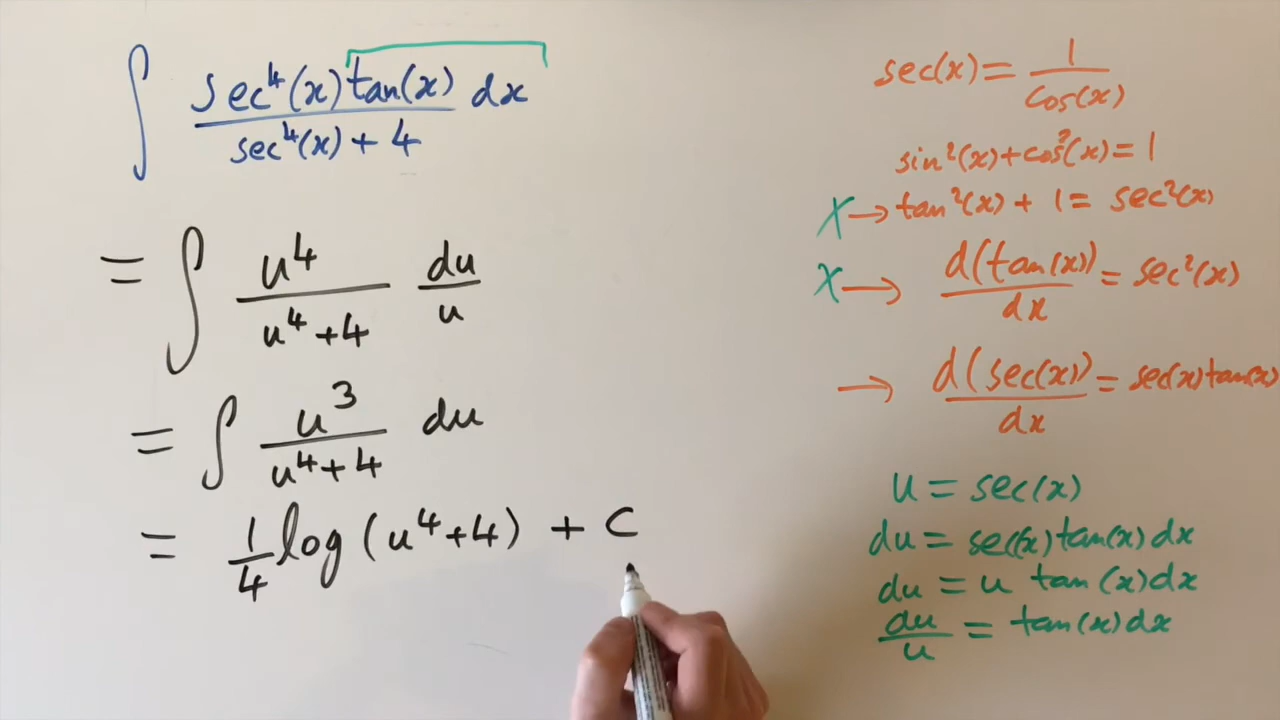 ∫ sec⁴(x) tan(x) dx
sec⁴(x) + 4
= ∫ u⁴ / (u⁴+4) du/u
= ∫ u³ / (u⁴+4) du
= 1/4 log(u⁴+4) + c
sec(x) = 1/cos(x)
sin²(x)+cos²(x) = 1
X → tan²(x) + 1 = sec²(x)
X → d(tan(x))/dx = sec²(x)
→ d(sec(x))/dx = sec(x)tan(x)
u = sec(x)
du = sec(x)tan(x)dx
du = u tan(x)dx
du/u = tan(x)dx